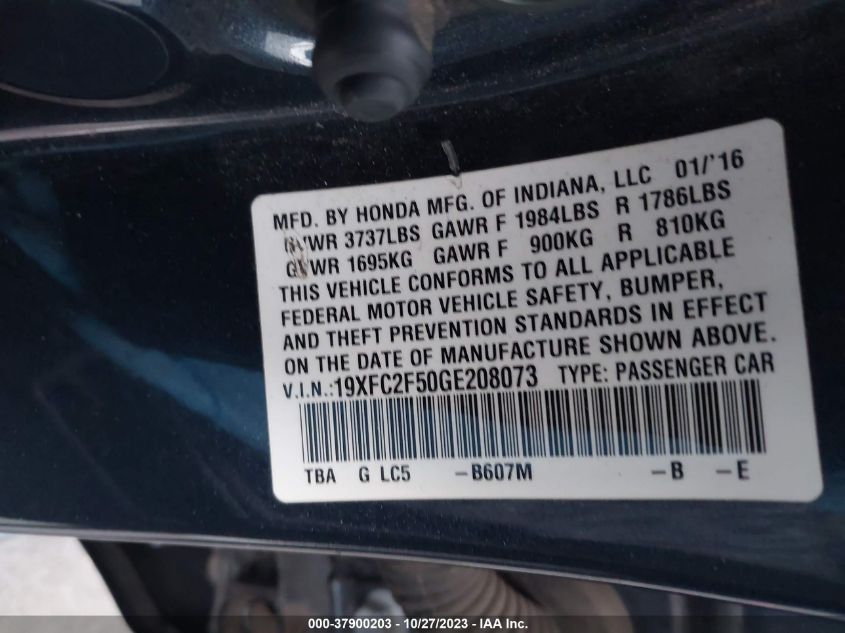 MFD. BY HONDA MFG. OF INDIANA, LLC 01/'16
GVWR 3737LBS GAWR F 1984LBS R 1786LBS
GVWR 1695KG GAWR F 900KG R 810KG
THIS VEHICLE CONFORMS TO ALL APPLICABLE
FEDERAL MOTOR VEHICLE SAFETY, BUMPER,
AND THEFT PREVENTION STANDARDS IN EFFECT
ON THE DATE OF MANUFACTURE SHOWN ABOVE.
V.I.N.:19XFC2F50GE208073 TYPE: PASSENGER CAR
TBA G LC5 -B607M -B -E
000-37900203 - 10/27/2023 - IAA Inc.